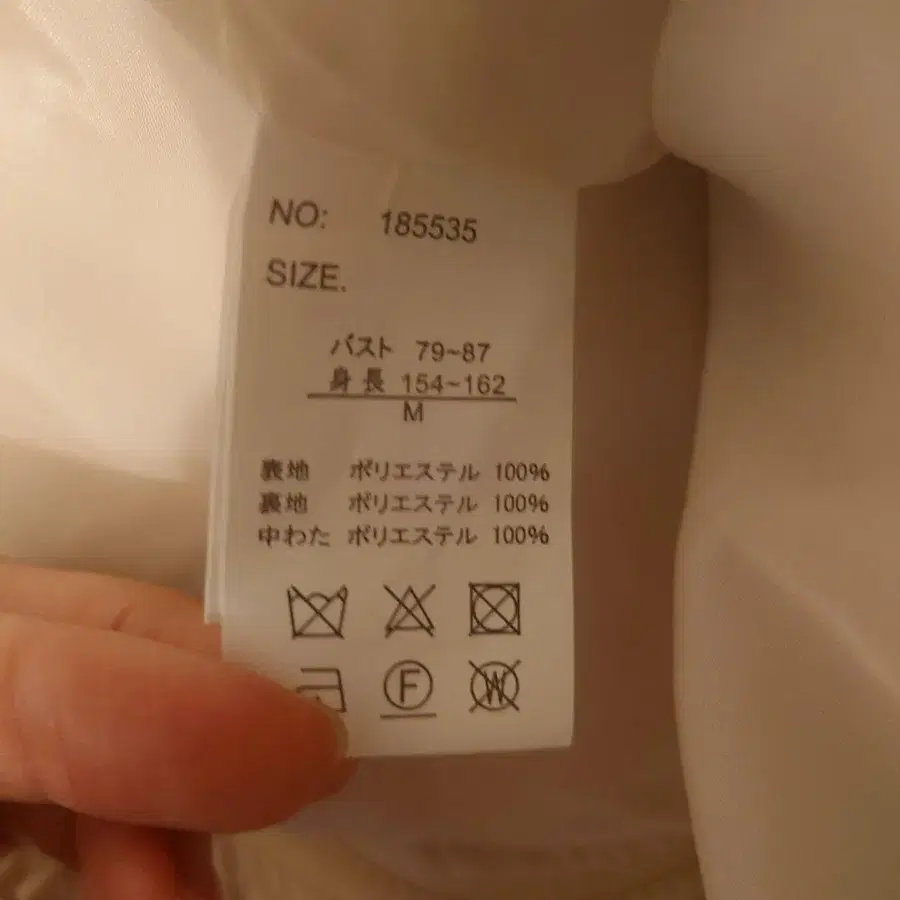 NO: 185535
SIZE.
バスト 79~87
身長 154~162
M
表地 ポリエステル 100%
裏地 ポリエステル 100%
中わた ポリエステル 100%
F W